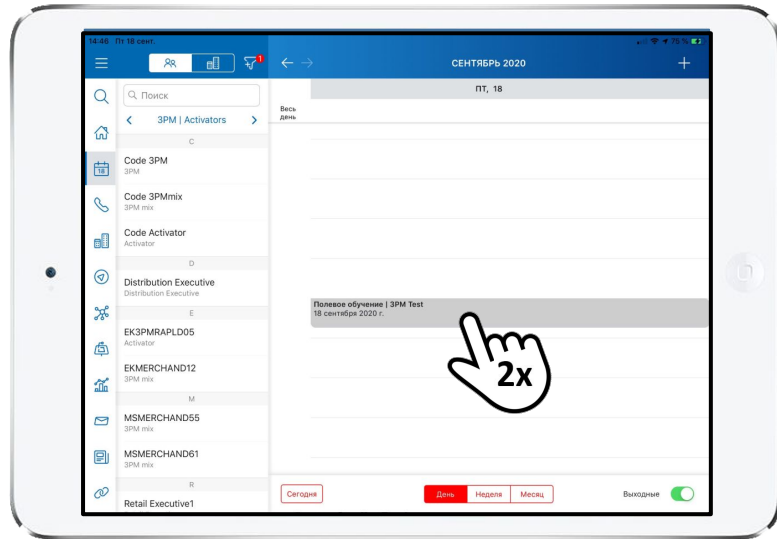 14:46 Пт 18 сент.
75 %
1
СЕНТЯБРЬ 2020
Поиск
3PM | Activators
18
C
Code 3PM
3PM
Code 3PMmix
3PM mix
Code Activator
Activator
D
Distribution Executive
Distribution Executive
E
EK3PMRAPLD05
Activator
EKMERCHAND12
3PM mix
M
MSMERCHAND55
3PM mix
MSMERCHAND61
3PM mix
R
Retail Executive1
ПТ, 18
Весь
день
Полевое обучение | 3PM Test
18 сентября 2020 г.
2x
Сегодня
День Неделя Месяц
Выходные